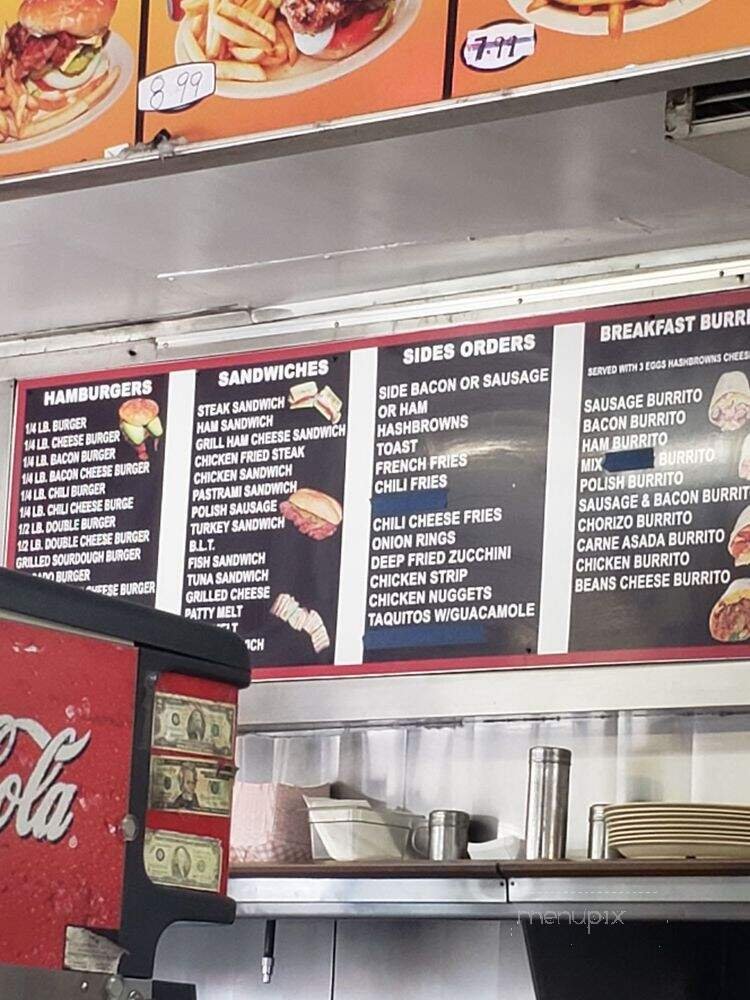 8 99
7.99
HAMBURGERS
1/4 LB. BURGER
1/4 LB. CHEESE BURGER
1/4 LB. BACON BURGER
1/4 LB. BACON CHEESE BURGER
1/4 LB. CHILI BURGER
1/4 LB. CHILI CHEESE BURGE
1/2 LB. DOUBLE BURGER
1/2 LB. DOUBLE CHEESE BURGER
GRILLED SOURDOUGH BURGER
BURGER
CHEESE BURGER
SANDWICHES
STEAK SANDWICH
HAM SANDWICH
GRILL HAM CHEESE SANDWICH
CHICKEN FRIED STEAK
CHICKEN SANDWICH
PASTRAMI SANDWICH
POLISH SAUSAGE
TURKEY SANDWICH
B.L.T.
FISH SANDWICH
TUNA SANDWICH
GRILLED CHEESE
PATTY MELT
SIDES ORDERS
SIDE BACON OR SAUSAGE
OR HAM
HASHBROWNS
TOAST
FRENCH FRIES
CHILI FRIES
CHILI CHEESE FRIES
ONION RINGS
DEEP FRIED ZUCCHINI
CHICKEN STRIP
CHICKEN NUGGETS
TAQUITOS W/GUACAMOLE
BREAKFAST BURRI
SERVED WITH 3 EGGS HASHBROWNS CHEES
SAUSAGE BURRITO
BACON BURRITO
HAM BURRITO
MIX BURRITO
POLISH BURRITO
SAUSAGE & BACON BURRIT
CHORIZO BURRITO
CARNE ASADA BURRITO
CHICKEN BURRITO
BEANS CHEESE BURRITO
Cola
menupix